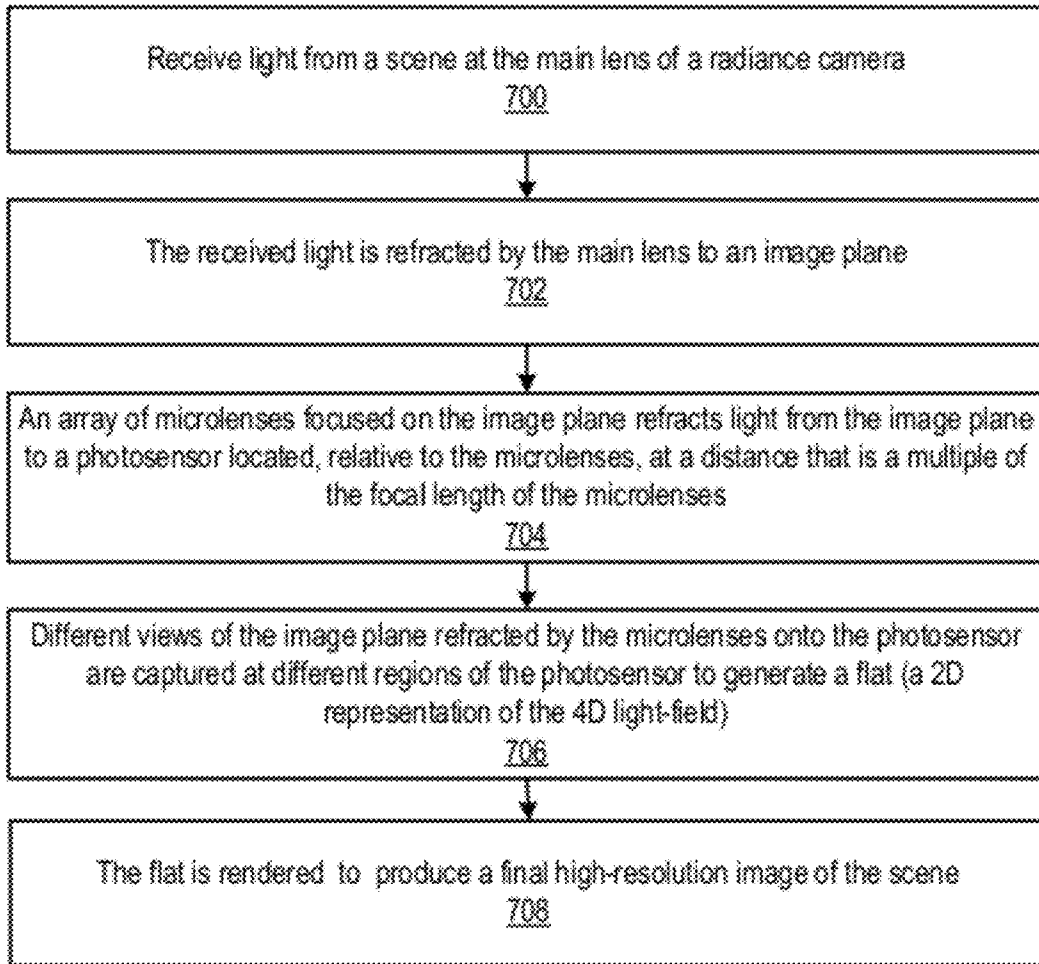 Receive light from a scene at the main lens of a radiance camera
700
The received light is refracted by the main lens to an image plane
702
An array of microlenses focused on the image plane refracts light from the image plane
to a photosensor located, relative to the microlenses, at a distance that is a multiple of
the focal length of the microlenses
704
Different views of the image plane refracted by the microlenses onto the photosensor
are captured at different regions of the photosensor to generate a flat (a 2D
representation of the 4D light-field)
706
The flat is rendered to produce a final high-resolution image of the scene
708